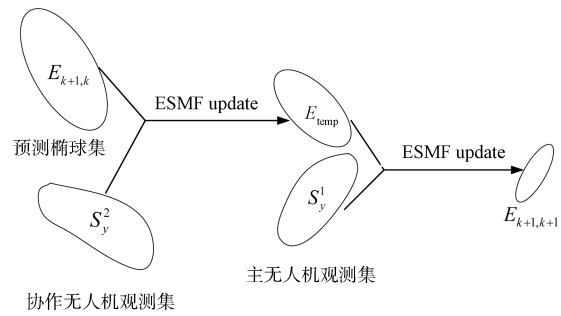 E_{k+1,k}
预测椭球集
ESMF update
S_y^2
协作无人机观测集
E_temp
S_y^1
主无人机观测集
ESMF update
E_{k+1,k+1}